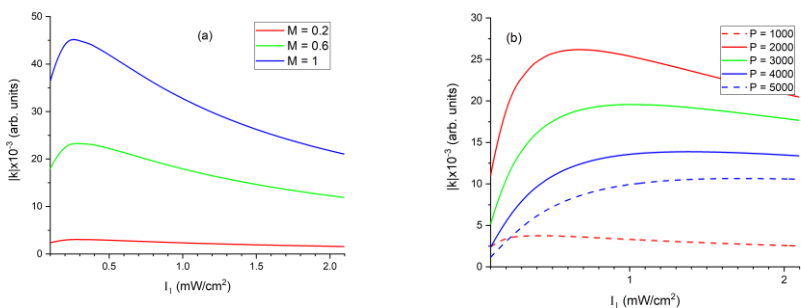 (a)
M = 0.2
M = 0.6
M = 1
|k|x10⁻³ (arb. units)
50
40
30
20
10
0
0.5
1.0
1.5
2.0
I₁ (mW/cm²)
(b)
P = 1000
P = 2000
P = 3000
P = 4000
P = 5000
|k|x10⁻³ (arb. units)
30
25
20
15
10
5
0
1
2
I₁ (mW/cm²)